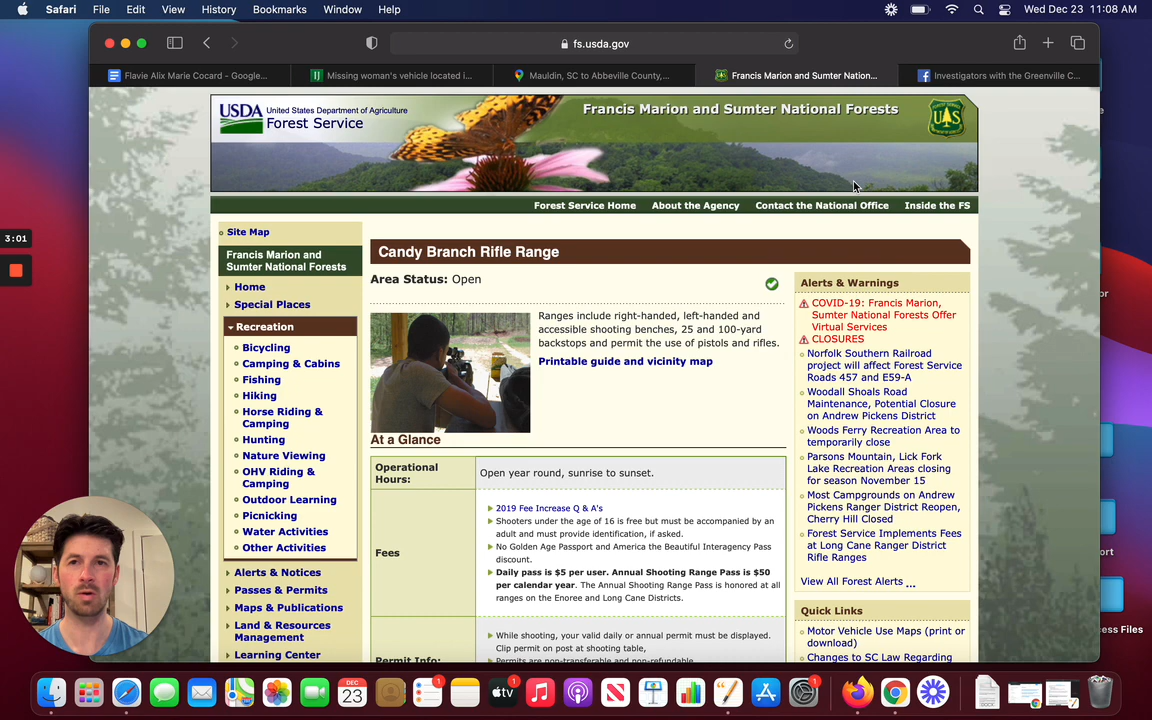 Safari File Edit View History Bookmarks Window Help Wed Dec 23 11:08 AM
fs.usda.gov
Flavie Alix Marie Cocard - Google... Missing woman's vehicle located i... Mauldin, SC to Abbeville County,... Francis Marion and Sumter Nation... Investigators with the Greenville C...
USDA United States Department of Agriculture
Forest Service
Francis Marion and Sumter National Forests
Forest Service Home About the Agency Contact the National Office Inside the FS
3:01
Site Map
Francis Marion and
Sumter National Forests
Home
Special Places
Recreation
Bicycling
Camping & Cabins
Fishing
Hiking
Horse Riding &
Camping
Hunting
Nature Viewing
OHV Riding &
Camping
Outdoor Learning
Picnicking
Water Activities
Other Activities
Alerts & Notices
Passes & Permits
Maps & Publications
Land & Resources
Management
Learning Center
Candy Branch Rifle Range
Area Status: Open
Ranges include right-handed, left-handed and
accessible shooting benches, 25 and 100-yard
backstops and permit the use of pistols and rifles.
Printable guide and vicinity map
At a Glance
Operational
Hours:
Open year round, sunrise to sunset.
Fees
2019 Fee Increase Q & A's
Shooters under the age of 16 is free but must be accompanied by an
adult and must provide identification, if asked.
No Golden Age Passport and America the Beautiful Interagency Pass
discount.
Daily pass is $5 per user. Annual Shooting Range Pass is $50
per calendar year. The Annual Shooting Range Pass is honored at all
ranges on the Enoree and Long Cane Districts.
Permit Info:
While shooting, your valid daily or annual permit must be displayed.
Clip permit on post at shooting table,
Permits are non-transferable and non-refundable
Alerts & Warnings
COVID-19: Francis Marion,
Sumter National Forests Offer
Virtual Services
CLOSURES
Norfolk Southern Railroad
project will affect Forest Service
Roads 457 and E59-A
Woodall Shoals Road
Maintenance, Potential Closure
on Andrew Pickens District
Woods Ferry Recreation Area to
temporarily close
Parsons Mountain, Lick Fork
Lake Recreation Areas closing
for season November 15
Most Campgrounds on Andrew
Pickens Ranger District Reopen,
Cherry Hill Closed
Forest Service Implements Fees
at Long Cane Ranger District
Rifle Ranges
View All Forest Alerts ...
Quick Links
Motor Vehicle Use Maps (print or
download)
Changes to SC Law Regarding
ort
ess Files
DEC
23
1
tv
1
1